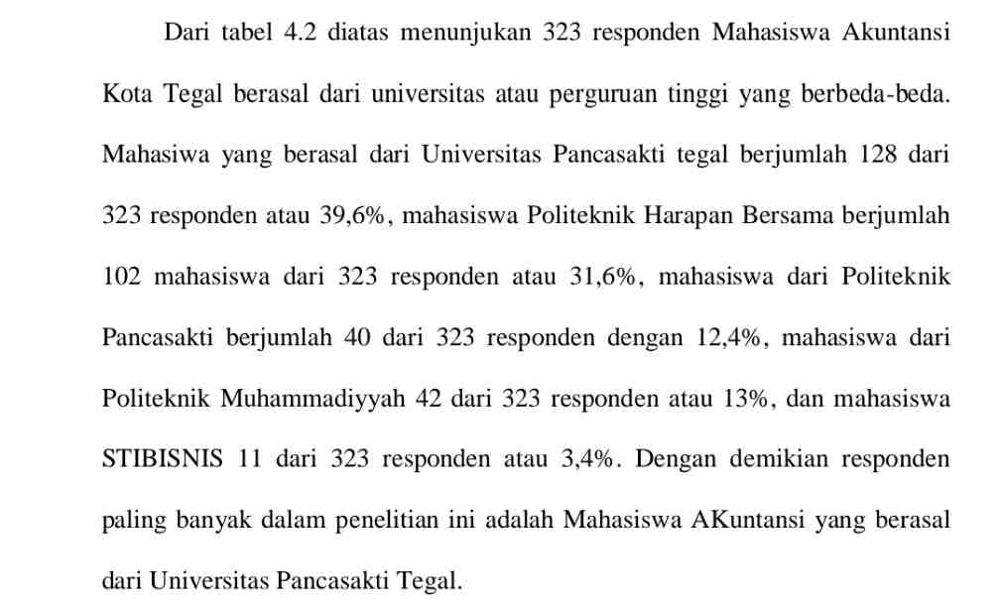 Dari tabel 4.2 diatas menunjukan 323 responden Mahasiswa Akuntansi
Kota Tegal berasal dari universitas atau perguruan tinggi yang berbeda-beda.
Mahasiwa yang berasal dari Universitas Pancasakti tegal berjumlah 128 dari
323 responden atau 39,6%, mahasiswa Politeknik Harapan Bersama berjumlah
102 mahasiswa dari 323 responden atau 31,6%, mahasiswa dari Politeknik
Pancasakti berjumlah 40 dari 323 responden dengan 12,4%, mahasiswa dari
Politeknik Muhammadiyyah 42 dari 323 responden atau 13%, dan mahasiswa
STIBISNIS 11 dari 323 responden atau 3,4%. Dengan demikian responden
paling banyak dalam penelitian ini adalah Mahasiswa AKuntansi yang berasal
dari Universitas Pancasakti Tegal.